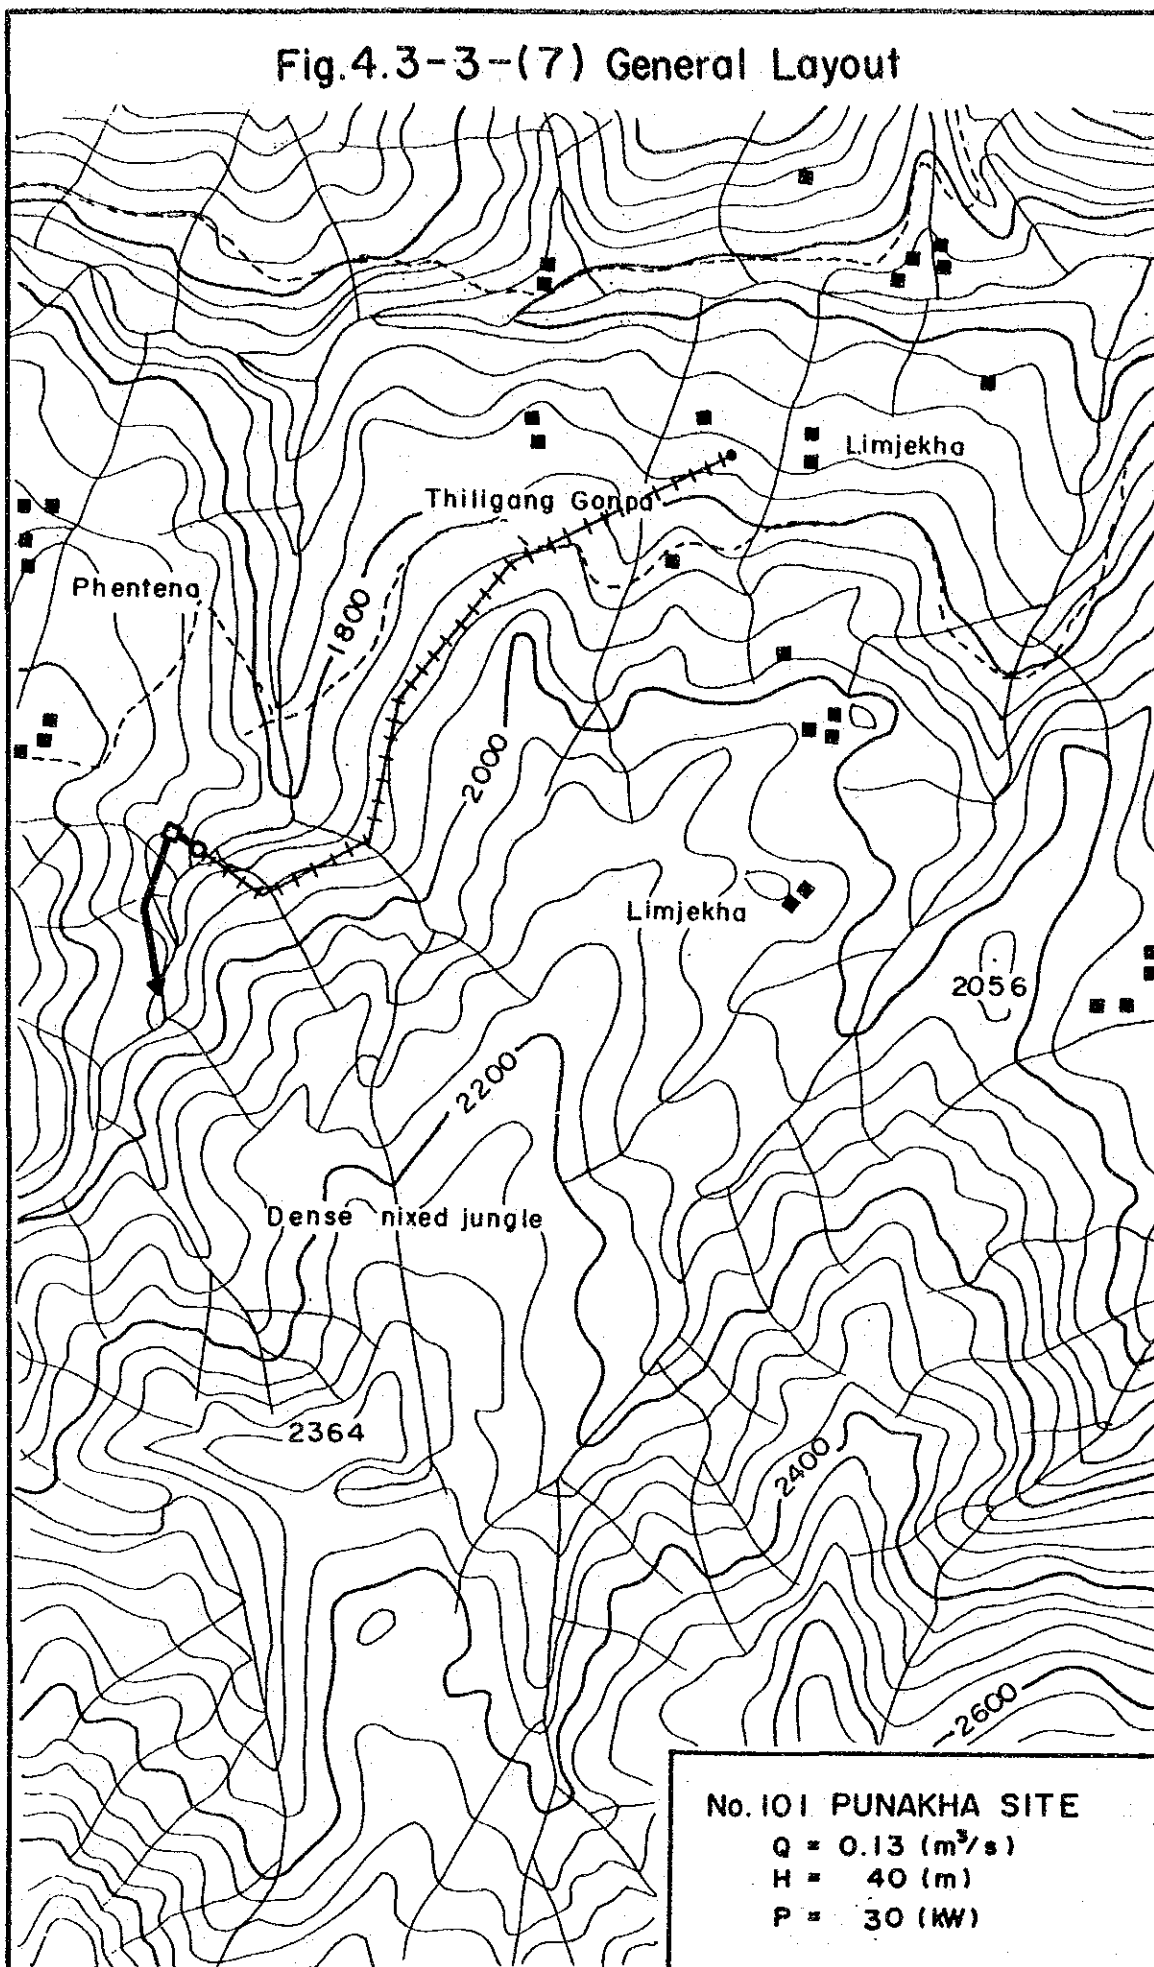 Fig.4.3-3-(7) General Layout
Limjekha
Thiligang Gonpa
Phentena
1800
2000
Limjekha
2056
2200
Dense nixed jungle
2364
2400
2600
No. 101 PUNAKHA SITE
Q = 0.13 (m³/s)
H = 40 (m)
P = 30 (KW)